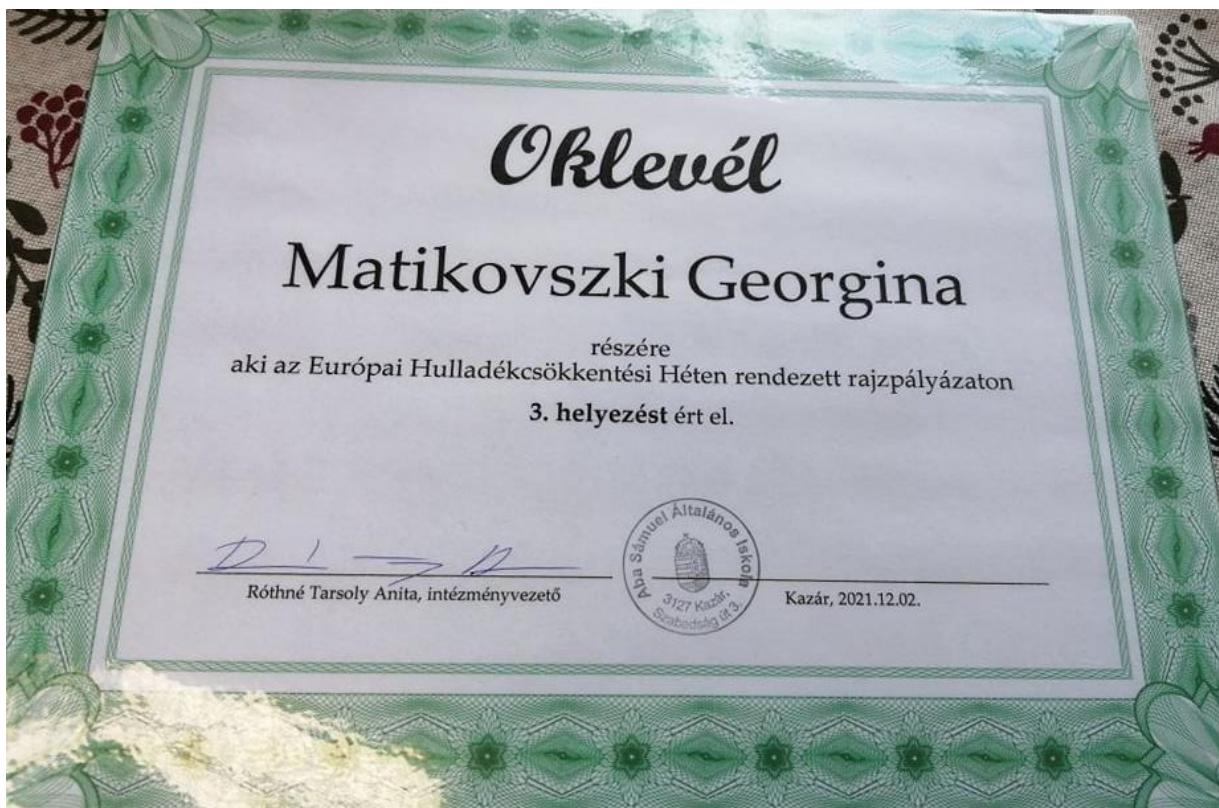 Oklevél
Matikovszki Georgina
részére
aki az Európai Hulladékcsökkentési Héten rendezett rajzpályázaton
3. helyezést ért el.
Róthné Tarsoly Anita, intézményvezető
Aba Sámuel Általános Iskola
3127 Kazár,
Szabadság út 3.
Kazár, 2021.12.02.